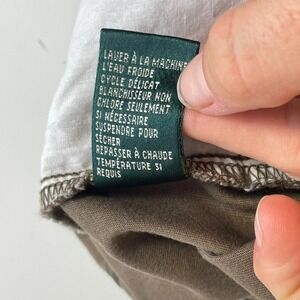 LAVER À LA MACHINE
L'EAU FROIDE
CYCLE DÉLICAT
BLANCHISSEUR NON
CHLORE SEULEMENT
SI NÉCESSAIRE
SUSPENDRE POUR
SÉCHER
REPASSER À CHAUDE
TEMPÉRATURE SI
REQUIS